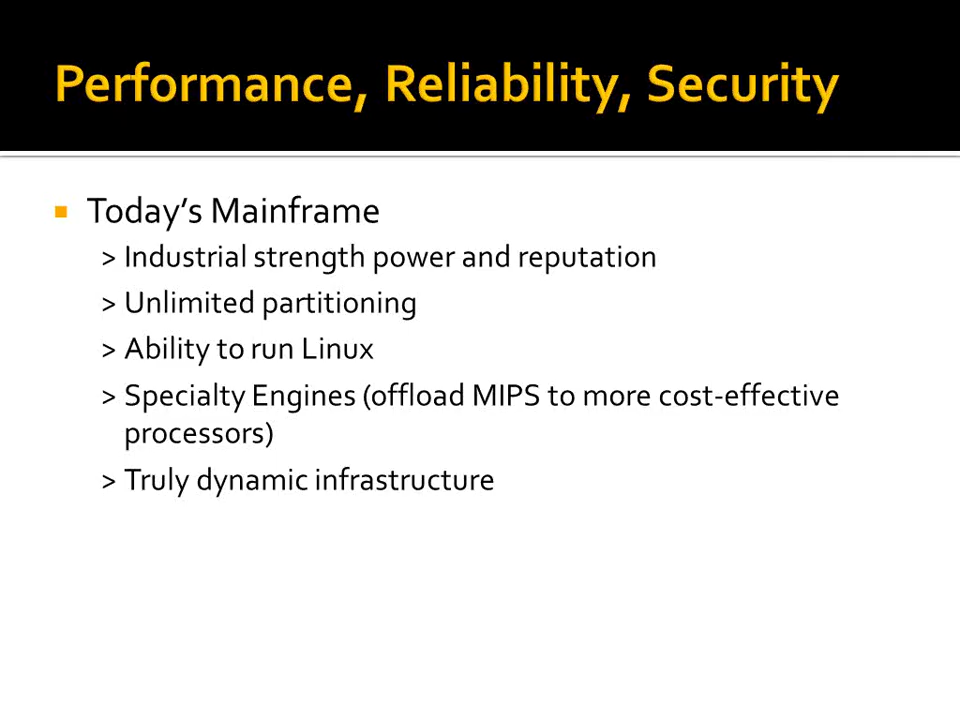 Performance, Reliability, Security
Today’s Mainframe
> Industrial strength power and reputation
> Unlimited partitioning
> Ability to run Linux
> Specialty Engines (offload MIPS to more cost-effective
processors)
> Truly dynamic infrastructure